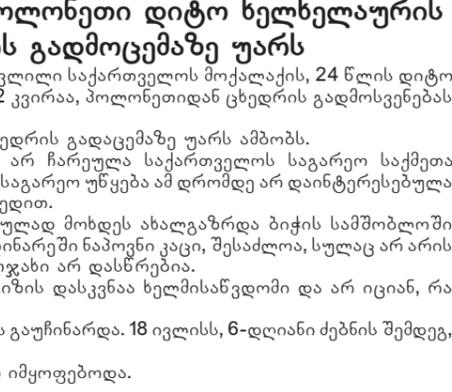 ოლონეთი დიტო ხელხელაურის
ის გადმოცემაზე უარს
ვლილი საქართველოს მოქალაქის, 24 წლის დიტო
2 კვირაა, პოლონეთიდან ცხედრის გადმოსვენებას
ედრის გადაცემაზე უარს ამბობს.
არ ჩარეულა საქართველოს საგარეო საქმეთა
საგარეო უწყება ამ დრომდე არ დაინტერესებულა
ედით.
ულად მოხდეს ახალგაზრდა ბიჭის სამშობლოში
ინარეში ნაპოვნი კაცი, შესაძლოა, სულაც არ არის
ოჯახი არ დასწრებია.
იზის დასკვნაა ხელმისაწვდომი და არ იციან, რა
ს გაუჩინარდა. 18 ივლისს, 6-დღიანი ძებნის შემდეგ,
იმყოფებოდა.